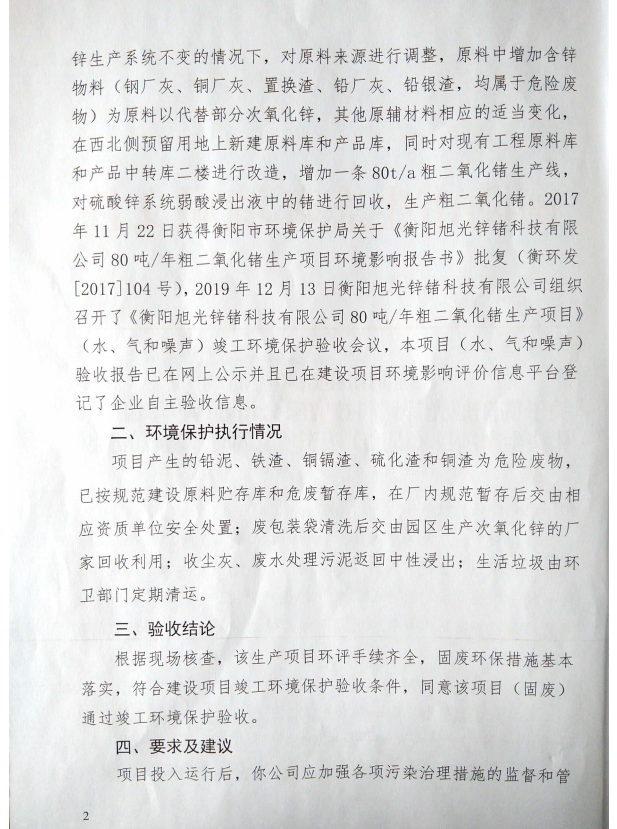 锌生产系统不变的情况下，对原料来源进行调整，原料中增加含锌
物料（钢厂灰、铜厂灰、置换渣、铅厂灰、铅银渣，均属于危险废
物）为原料以代替部分次氧化锌，其他原辅材料相应的适当变化，
在西北侧预留用地上新建原料库和产品库，同时对现有工程原料库
和产品中转库二楼进行改造，增加一条80t/a粗二氧化锗生产线，
对硫酸锌系统弱酸浸出液中的锗进行回收，生产粗二氧化锗。2017
年11月22日获得衡阳市环境保护局关于《衡阳旭光锌锗科技有限
公司80吨/年粗二氧化锗生产项目环境影响报告书》批复（衡环发
[2017]104号），2019年12月13日衡阳旭光锌锗科技有限公司组织
召开了《衡阳旭光锌锗科技有限公司80吨/年粗二氧化锗生产项目》
（水、气和噪声）竣工环境保护验收会议，本项目（水、气和噪声）
验收报告已在网上公示并且已在建设项目环境影响评价信息平台登
记了企业自主验收信息。
二、环境保护执行情况
项目产生的铅泥、铁渣、铜镉渣、硫化渣和铜渣为危险废物，
已按规范建设原料贮存库和危废暂存库，在厂内规范暂存后交由相
应资质单位安全处置；废包装袋清洗后交由园区生产次氧化锌的厂
家回收利用；收尘灰、废水处理污泥返回中性浸出；生活垃圾由环
卫部门定期清运。
三、验收结论
根据现场核查，该生产项目环评手续齐全，固废环保措施基本
落实，符合建设项目竣工环境保护验收条件，同意该项目（固废）
通过竣工环境保护验收。
四、要求及建议
项目投入运行后，你公司应加强各项污染治理措施的监督和管
2